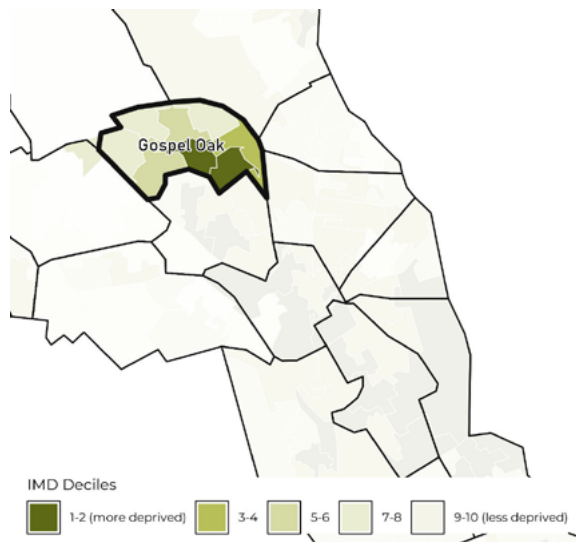 Gospel Oak
IMD Deciles
1-2 (more deprived) 3-4 5-6 7-8 9-10 (less deprived)